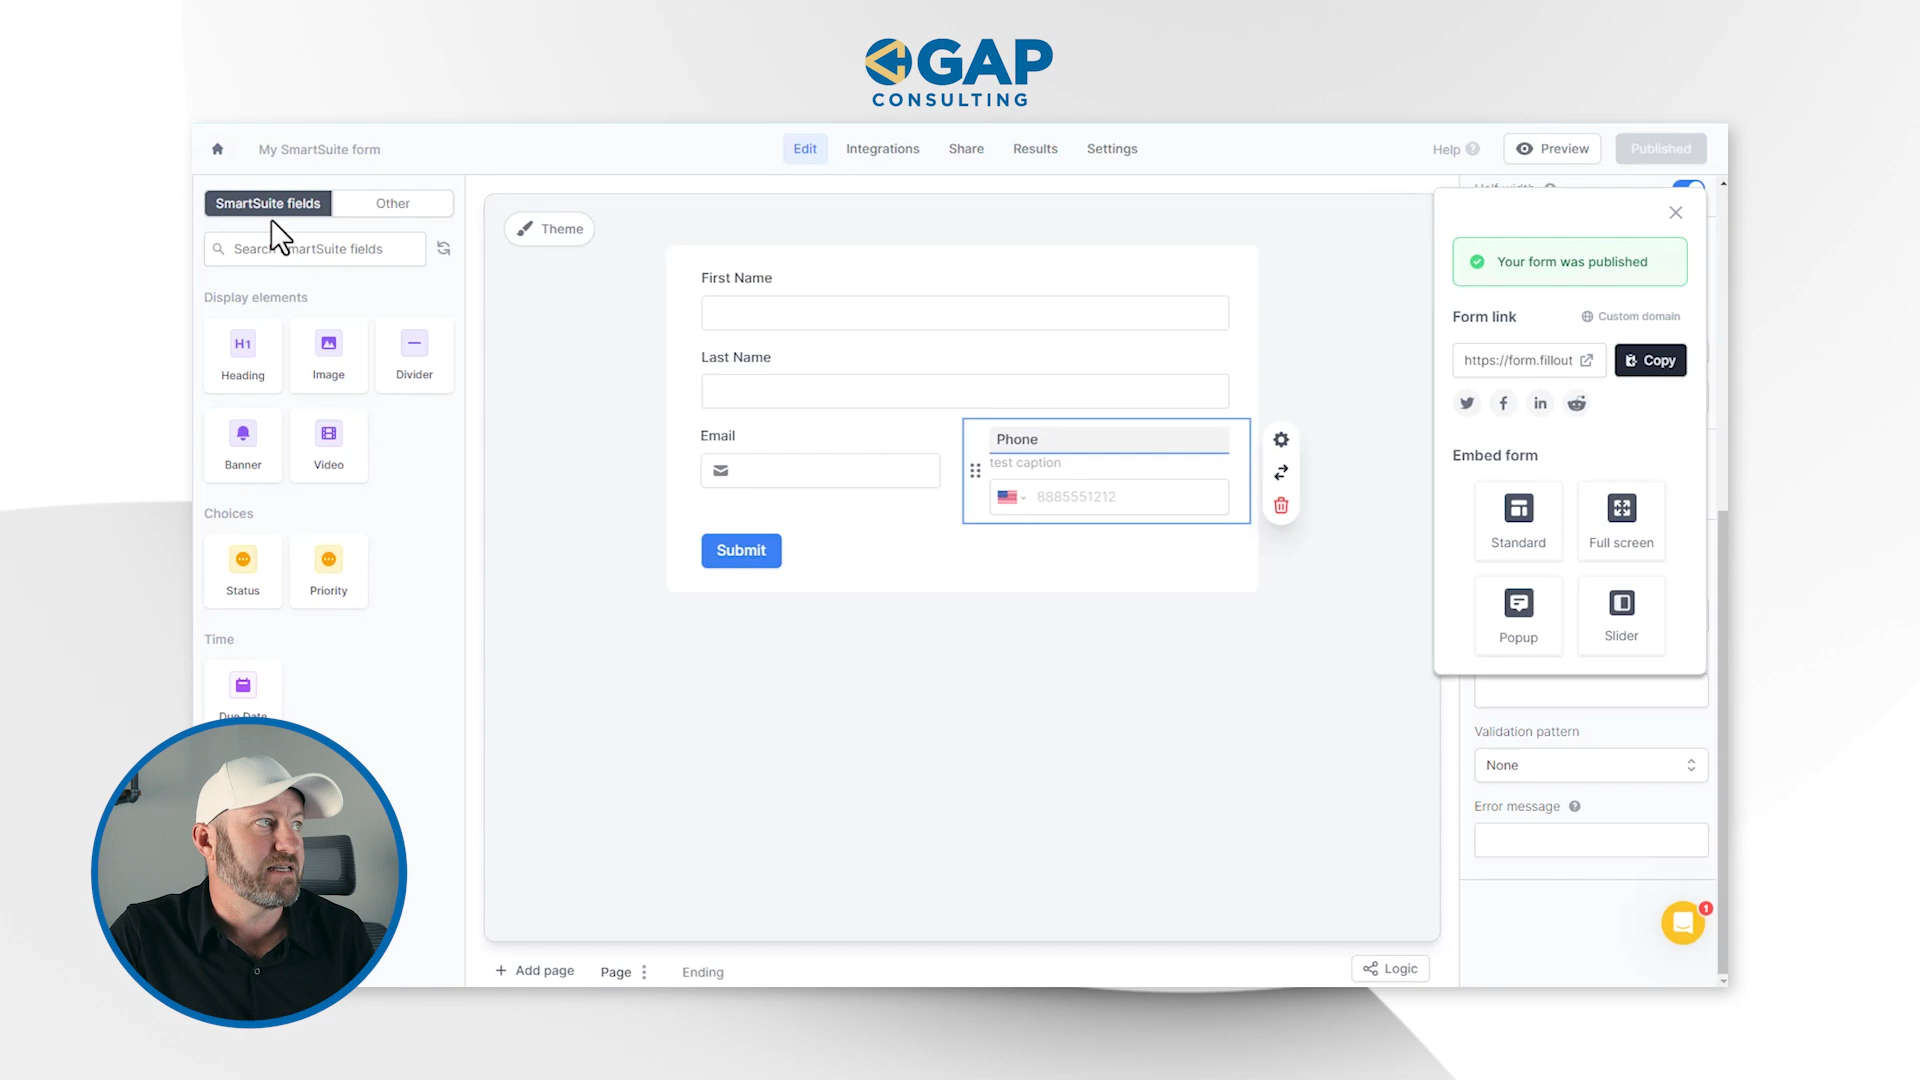 GAP
CONSULTING
My SmartSuite form
Edit
Integrations
Share
Results
Settings
Help
Preview
Published
SmartSuite fields
Other
Search SmartSuite fields
Display elements
H1
Heading
Image
Divider
Banner
Video
Choices
Status
Priority
Time
Due Date
Theme
First Name
Last Name
Email
Phone
test caption
8885551212
Submit
Add page
Page
Ending
Logic
Half width
Your form was published
Form link
Custom domain
https://form.fillout
Copy
Embed form
Standard
Full screen
Popup
Slider
Validation pattern
None
Error message
1